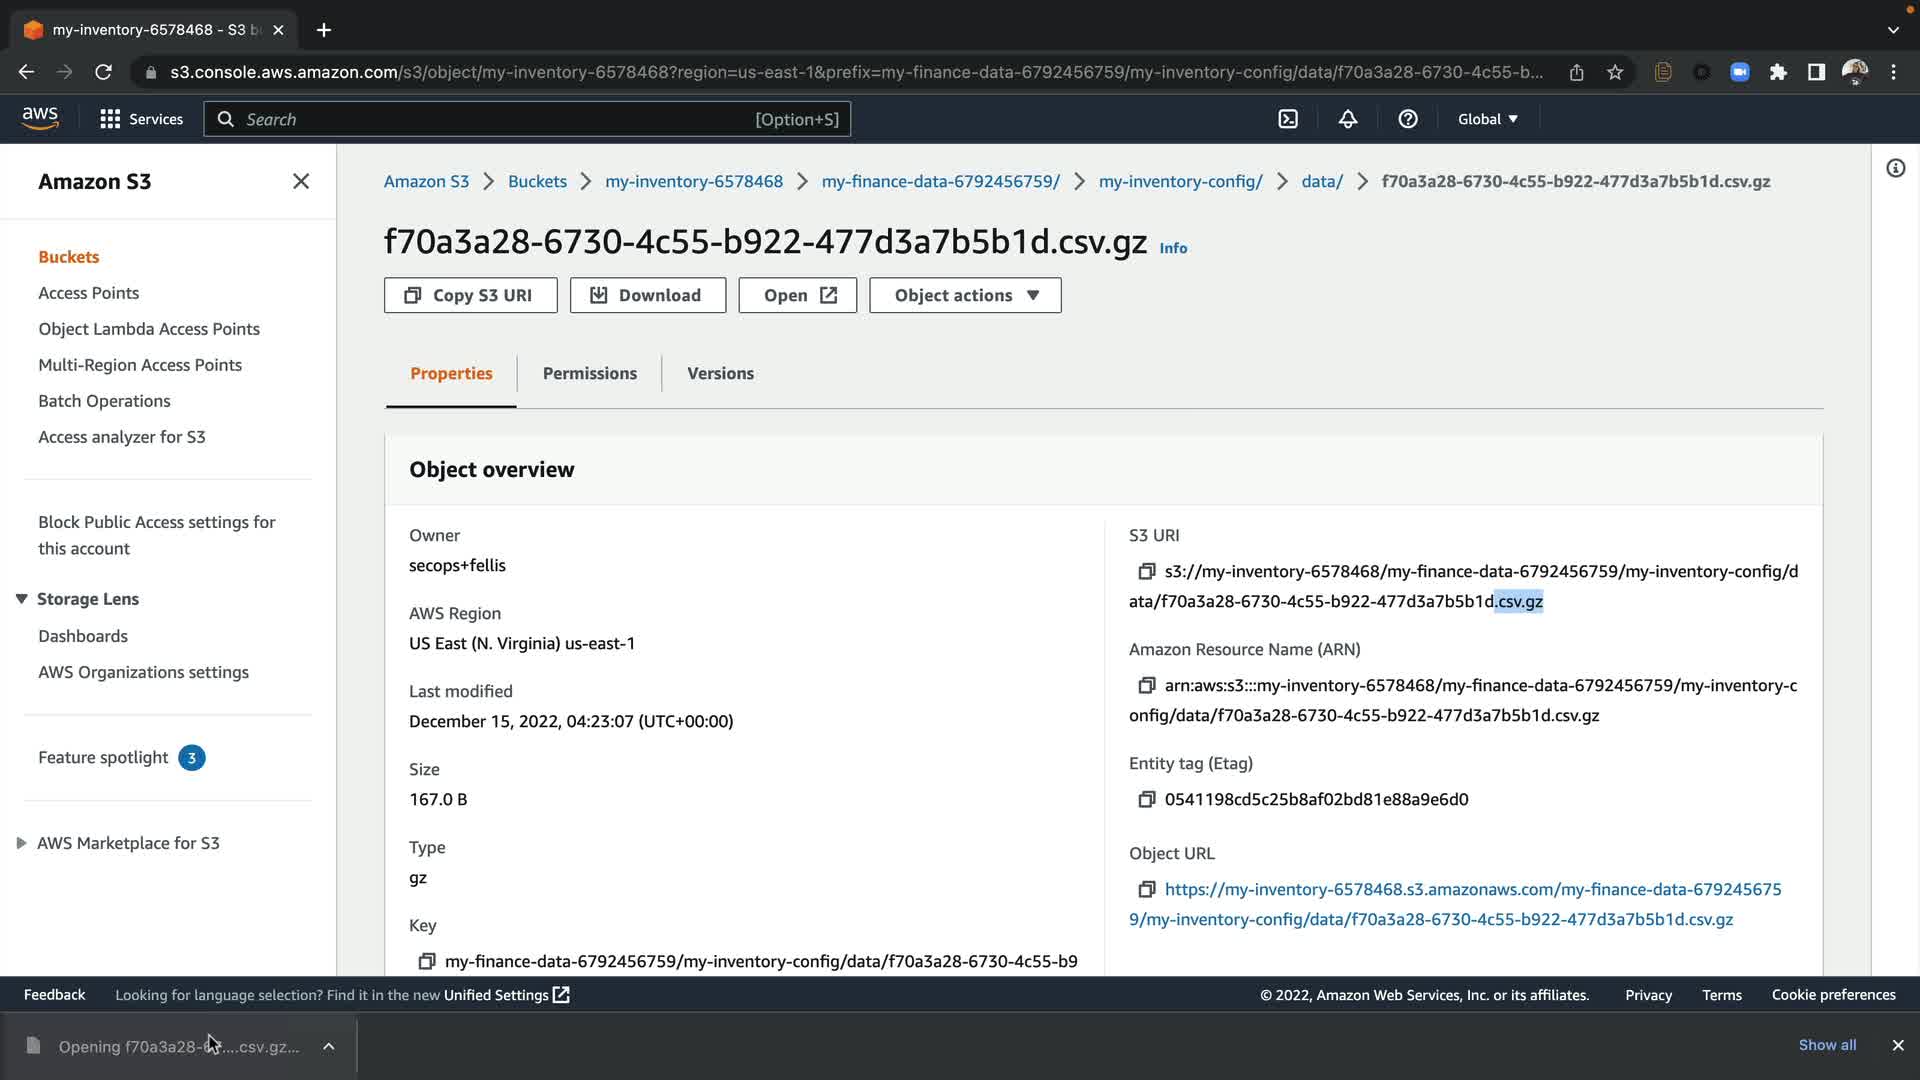 my-inventory-6578468 - S3 b
s3.console.aws.amazon.com/s3/object/my-inventory-6578468?region=us-east-1&prefix=my-finance-data-6792456759/my-inventory-config/data/f70a3a28-6730-4c55-b...
aws
Services
Search
[Option+S]
Global
Amazon S3
Buckets
Access Points
Object Lambda Access Points
Multi-Region Access Points
Batch Operations
Access analyzer for S3
Block Public Access settings for
this account
Storage Lens
Dashboards
AWS Organizations settings
Feature spotlight 3
AWS Marketplace for S3
Amazon S3 > Buckets > my-inventory-6578468 > my-finance-data-6792456759/ > my-inventory-config/ > data/ > f70a3a28-6730-4c55-b922-477d3a7b5b1d.csv.gz
f70a3a28-6730-4c55-b922-477d3a7b5b1d.csv.gz Info
Copy S3 URI
Download
Open
Object actions
Properties
Permissions
Versions
Object overview
Owner
secops+fellis
AWS Region
US East (N. Virginia) us-east-1
Last modified
December 15, 2022, 04:23:07 (UTC+00:00)
Size
167.0 B
Type
gz
Key
my-finance-data-6792456759/my-inventory-config/data/f70a3a28-6730-4c55-b9
S3 URI
s3://my-inventory-6578468/my-finance-data-6792456759/my-inventory-config/d
ata/f70a3a28-6730-4c55-b922-477d3a7b5b1d.csv.gz
Amazon Resource Name (ARN)
arn:aws:s3:::my-inventory-6578468/my-finance-data-6792456759/my-inventory-c
onfig/data/f70a3a28-6730-4c55-b922-477d3a7b5b1d.csv.gz
Entity tag (Etag)
0541198cd5c25b8af02bd81e88a9e6d0
Object URL
https://my-inventory-6578468.s3.amazonaws.com/my-finance-data-679245675
9/my-inventory-config/data/f70a3a28-6730-4c55-b922-477d3a7b5b1d.csv.gz
Feedback
Looking for language selection? Find it in the new Unified Settings
© 2022, Amazon Web Services, Inc. or its affiliates.
Privacy
Terms
Cookie preferences
Opening f70a3a28-6....csv.gz...
Show all